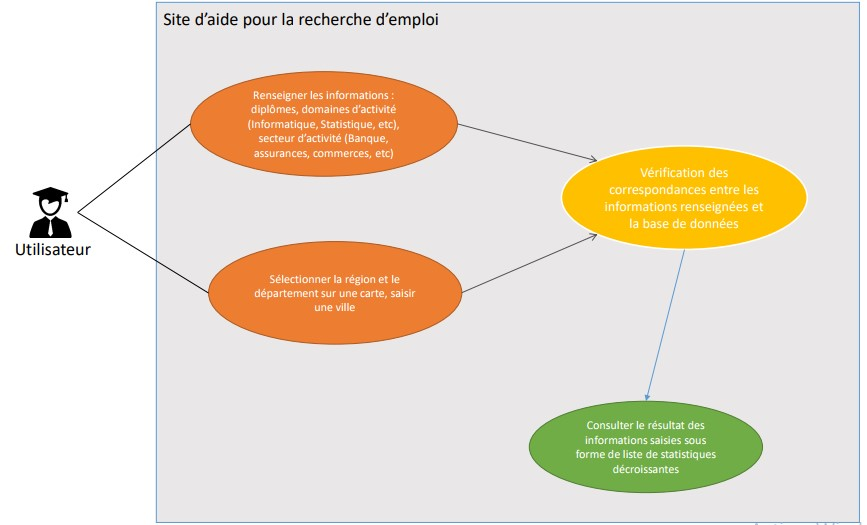 Site d’aide pour la recherche d’emploi
Renseigner les informations :
diplômes, domaines d’activité
(Informatique, Statistique, etc),
secteur d’activité (Banque,
assurances, commerces, etc)
Vérification des
correspondances entre les
informations renseignées et
la base de données
Utilisateur
Sélectionner la région et le
département sur une carte, saisir
une ville
Consulter le résultat des
informations saisies sous
forme de liste de statistiques
décroissantes